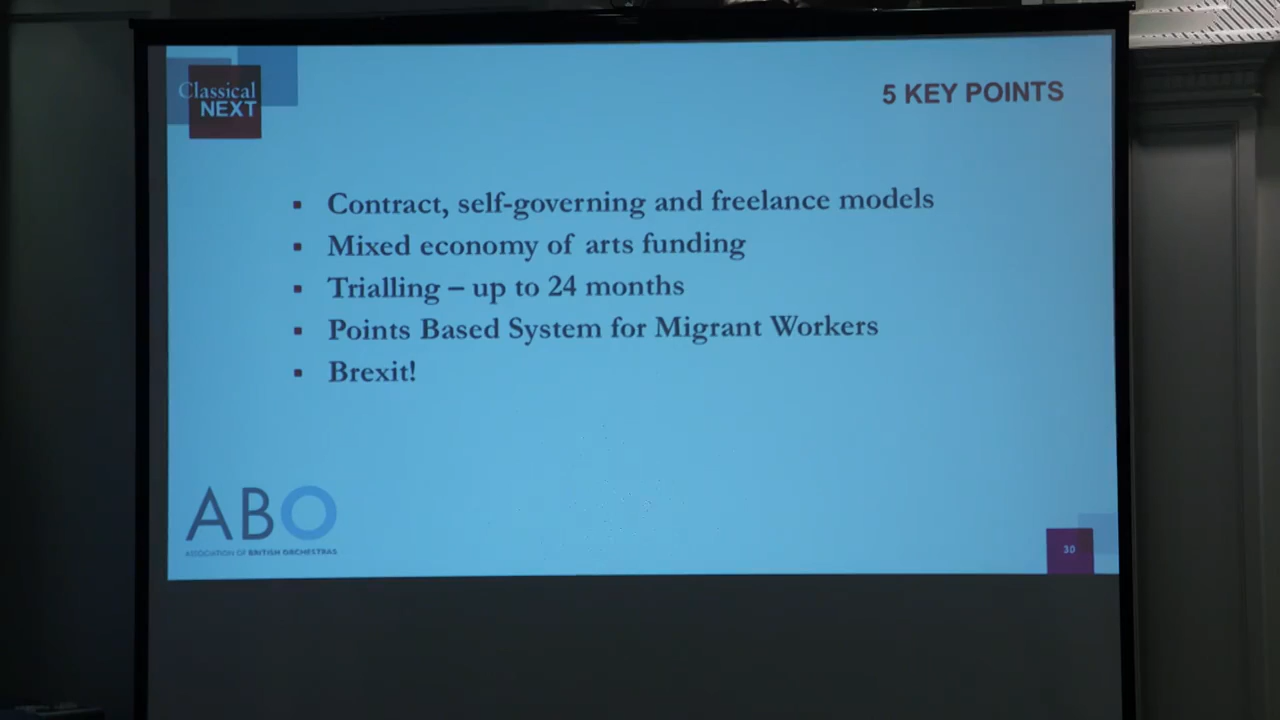 Classical
NEXT
5 KEY POINTS
▪ Contract, self-governing and freelance models
▪ Mixed economy of arts funding
▪ Trialling – up to 24 months
▪ Points Based System for Migrant Workers
▪ Brexit!
ABO
ASSOCIATION OF BRITISH ORCHESTRAS
30